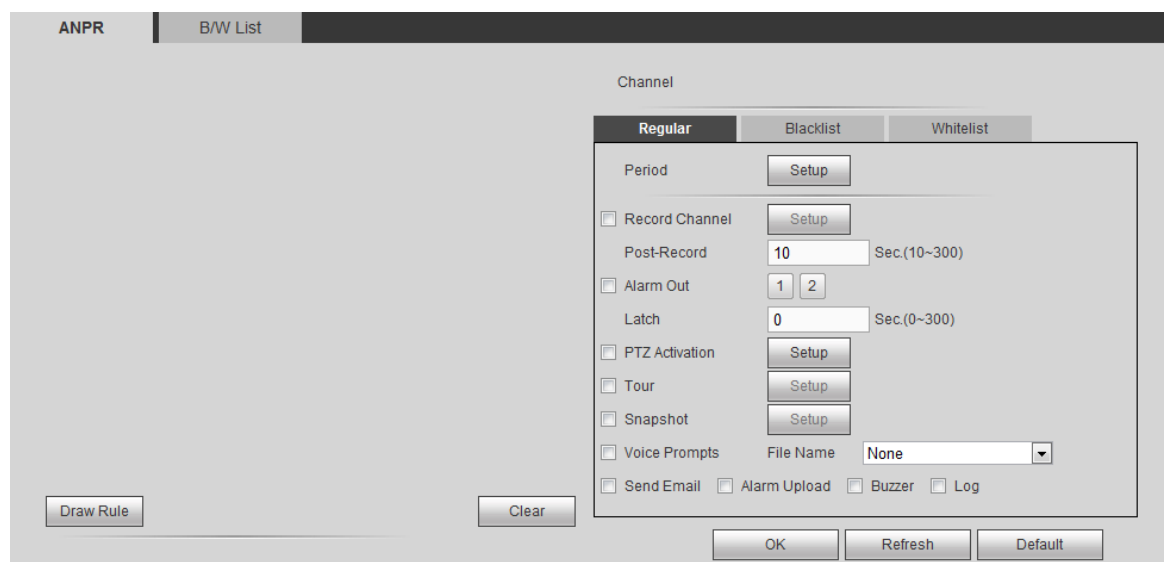 ANPR B/W List
Channel
Regular Blacklist Whitelist
Period Setup
Record Channel Setup
Post-Record 10 Sec.(10~300)
Alarm Out 1 2
Latch 0 Sec.(0~300)
PTZ Activation Setup
Tour Setup
Snapshot Setup
Voice Prompts File Name None
Send Email Alarm Upload Buzzer Log
Draw Rule Clear
OK Refresh Default